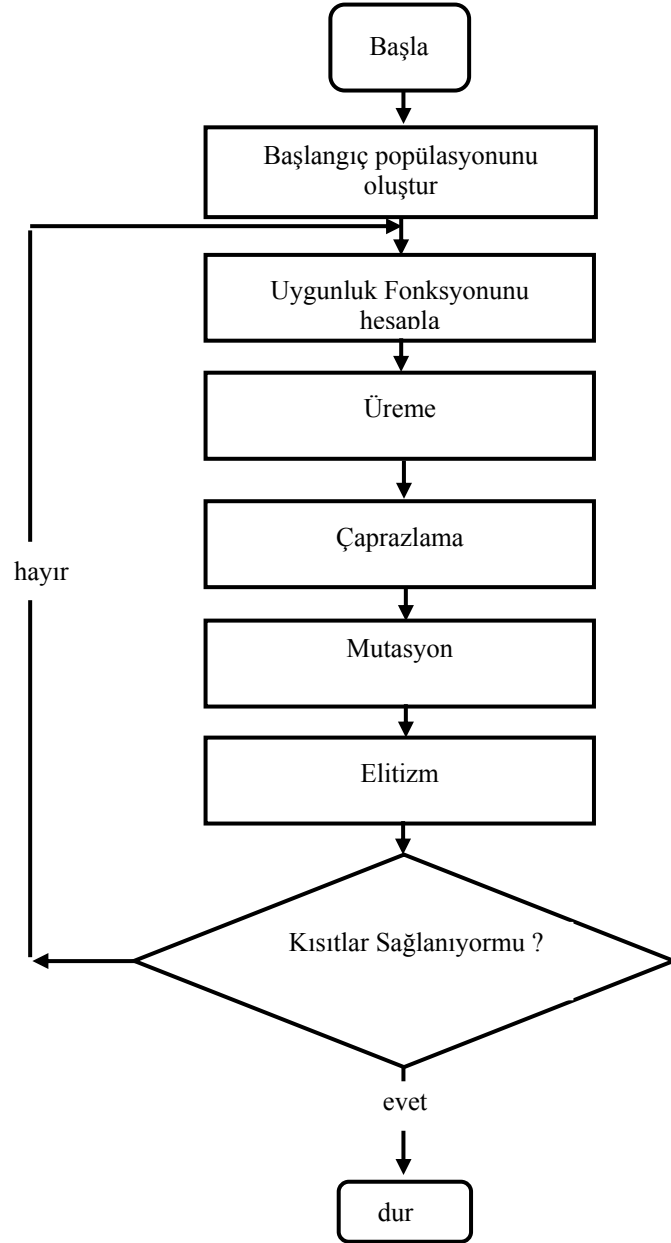 Başla
Başlangıç popülasyonunu
oluştur
Uygunluk Fonksyonunu
hesapla
Üreme
Çaprazlama
hayır
Mutasyon
Elitizm
Kısıtlar Sağlanıyormu ?
evet
dur